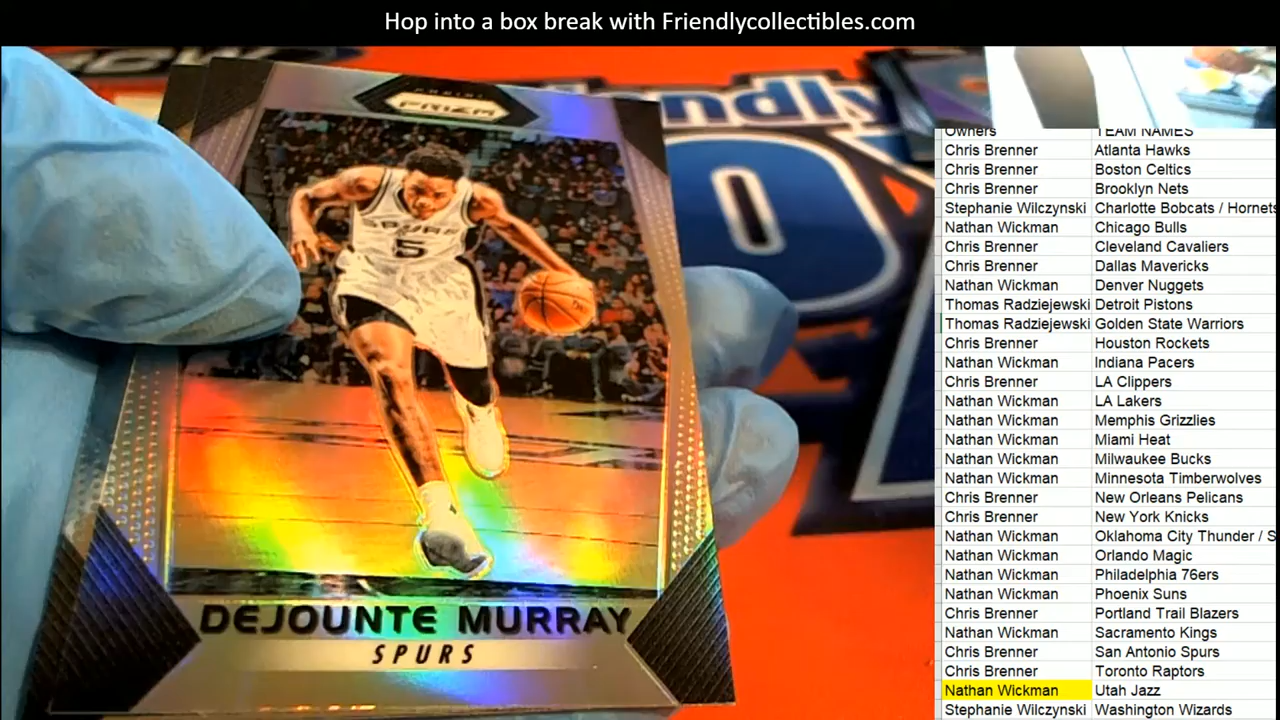 Hop into a box break with Friendlycollectibles.com
PANINI
PRIZM
SPURS
5
DEJOUNTE MURRAY
SPURS
endly
Owners TEAM NAMES
Chris Brenner Atlanta Hawks
Chris Brenner Boston Celtics
Chris Brenner Brooklyn Nets
Stephanie Wilczynski Charlotte Bobcats / Hornets
Nathan Wickman Chicago Bulls
Chris Brenner Cleveland Cavaliers
Chris Brenner Dallas Mavericks
Nathan Wickman Denver Nuggets
Thomas Radziejewski Detroit Pistons
Thomas Radziejewski Golden State Warriors
Chris Brenner Houston Rockets
Nathan Wickman Indiana Pacers
Chris Brenner LA Clippers
Nathan Wickman LA Lakers
Nathan Wickman Memphis Grizzlies
Nathan Wickman Miami Heat
Nathan Wickman Milwaukee Bucks
Nathan Wickman Minnesota Timberwolves
Chris Brenner New Orleans Pelicans
Chris Brenner New York Knicks
Nathan Wickman Oklahoma City Thunder / S
Nathan Wickman Orlando Magic
Nathan Wickman Philadelphia 76ers
Nathan Wickman Phoenix Suns
Chris Brenner Portland Trail Blazers
Nathan Wickman Sacramento Kings
Chris Brenner San Antonio Spurs
Chris Brenner Toronto Raptors
Nathan Wickman Utah Jazz
Stephanie Wilczynski Washington Wizards